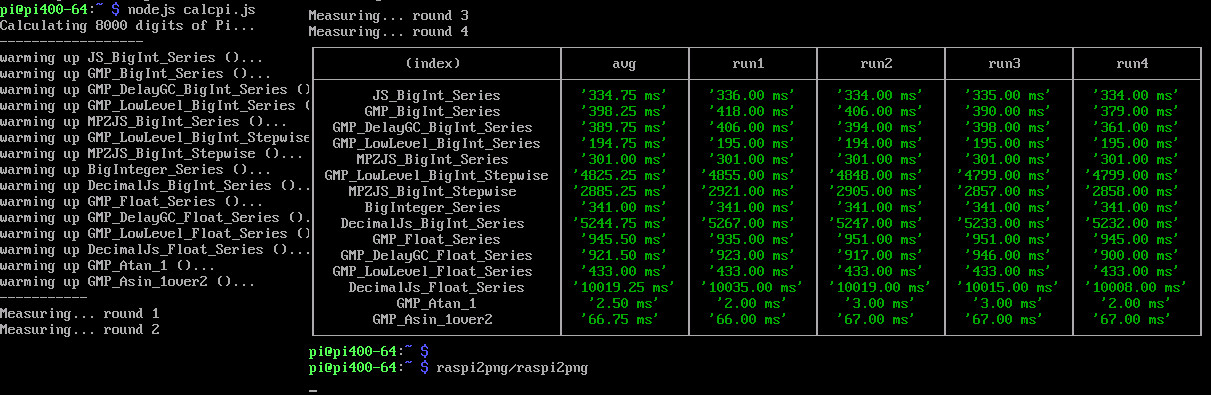 pi@pi400-64:~ $ nodejs calcpi.js
Calculating 8000 digits of Pi...
-----------------
warming up JS_BigInt_Series ()...
warming up GMP_BigInt_Series ()...
warming up GMP_DelayGC_BigInt_Series ()
warming up GMP_LowLevel_BigInt_Series (
warming up MPZJS_BigInt_Series ()...
warming up GMP_LowLevel_BigInt_Stepwise
warming up MPZJS_BigInt_Stepwise ()...
warming up BigInteger_Series ()...
warming up DecimalJs_BigInt_Series ()..
warming up GMP_Float_Series ()...
warming up GMP_DelayGC_Float_Series ().
warming up GMP_LowLevel_Float_Series ()
warming up DecimalJs_Float_Series ()...
warming up GMP_Atan_1 ()...
warming up GMP_Asin_1over2 ()...
-----------
Measuring... round 1
Measuring... round 2
Measuring... round 3
Measuring... round 4
(index) avg run1 run2 run3 run4
JS_BigInt_Series '334.75 ms' '336.00 ms' '334.00 ms' '335.00 ms' '334.00 ms'
GMP_BigInt_Series '398.25 ms' '418.00 ms' '406.00 ms' '390.00 ms' '379.00 ms'
GMP_DelayGC_BigInt_Series '389.75 ms' '406.00 ms' '394.00 ms' '398.00 ms' '361.00 ms'
GMP_LowLevel_BigInt_Series '194.75 ms' '195.00 ms' '194.00 ms' '195.00 ms' '195.00 ms'
MPZJS_BigInt_Series '301.00 ms' '301.00 ms' '301.00 ms' '301.00 ms' '301.00 ms'
GMP_LowLevel_BigInt_Stepwise '4825.25 ms' '4855.00 ms' '4848.00 ms' '4799.00 ms' '4799.00 ms'
MPZJS_BigInt_Stepwise '2885.25 ms' '2921.00 ms' '2905.00 ms' '2857.00 ms' '2858.00 ms'
BigInteger_Series '341.00 ms' '341.00 ms' '341.00 ms' '341.00 ms' '341.00 ms'
DecimalJs_BigInt_Series '5244.75 ms' '5267.00 ms' '5247.00 ms' '5233.00 ms' '5232.00 ms'
GMP_Float_Series '945.50 ms' '935.00 ms' '951.00 ms' '951.00 ms' '945.00 ms'
GMP_DelayGC_Float_Series '921.50 ms' '923.00 ms' '917.00 ms' '946.00 ms' '900.00 ms'
GMP_LowLevel_Float_Series '433.00 ms' '433.00 ms' '433.00 ms' '433.00 ms' '433.00 ms'
DecimalJs_Float_Series '10019.25 ms' '10035.00 ms' '10019.00 ms' '10015.00 ms' '10008.00 ms'
GMP_Atan_1 '2.50 ms' '2.00 ms' '3.00 ms' '3.00 ms' '2.00 ms'
GMP_Asin_1over2 '66.75 ms' '66.00 ms' '67.00 ms' '67.00 ms' '67.00 ms'
pi@pi400-64:~ $
pi@pi400-64:~ $ raspi2png/raspi2png
_